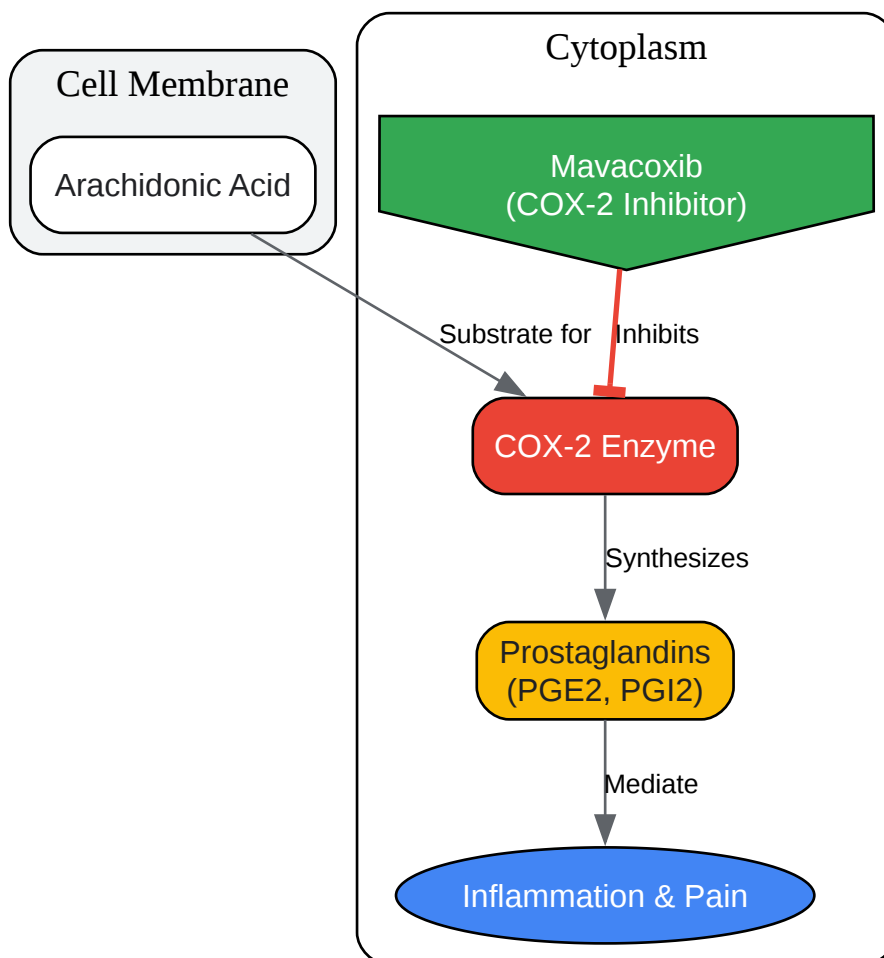 Cytoplasm
Cell Membrane
Arachidonic Acid
Mavacoxib
(COX-2 Inhibitor)
Substrate for
Inhibits
COX-2 Enzyme
Synthesizes
Prostaglandins
(PGE2, PGI2)
Mediate
Inflammation & Pain